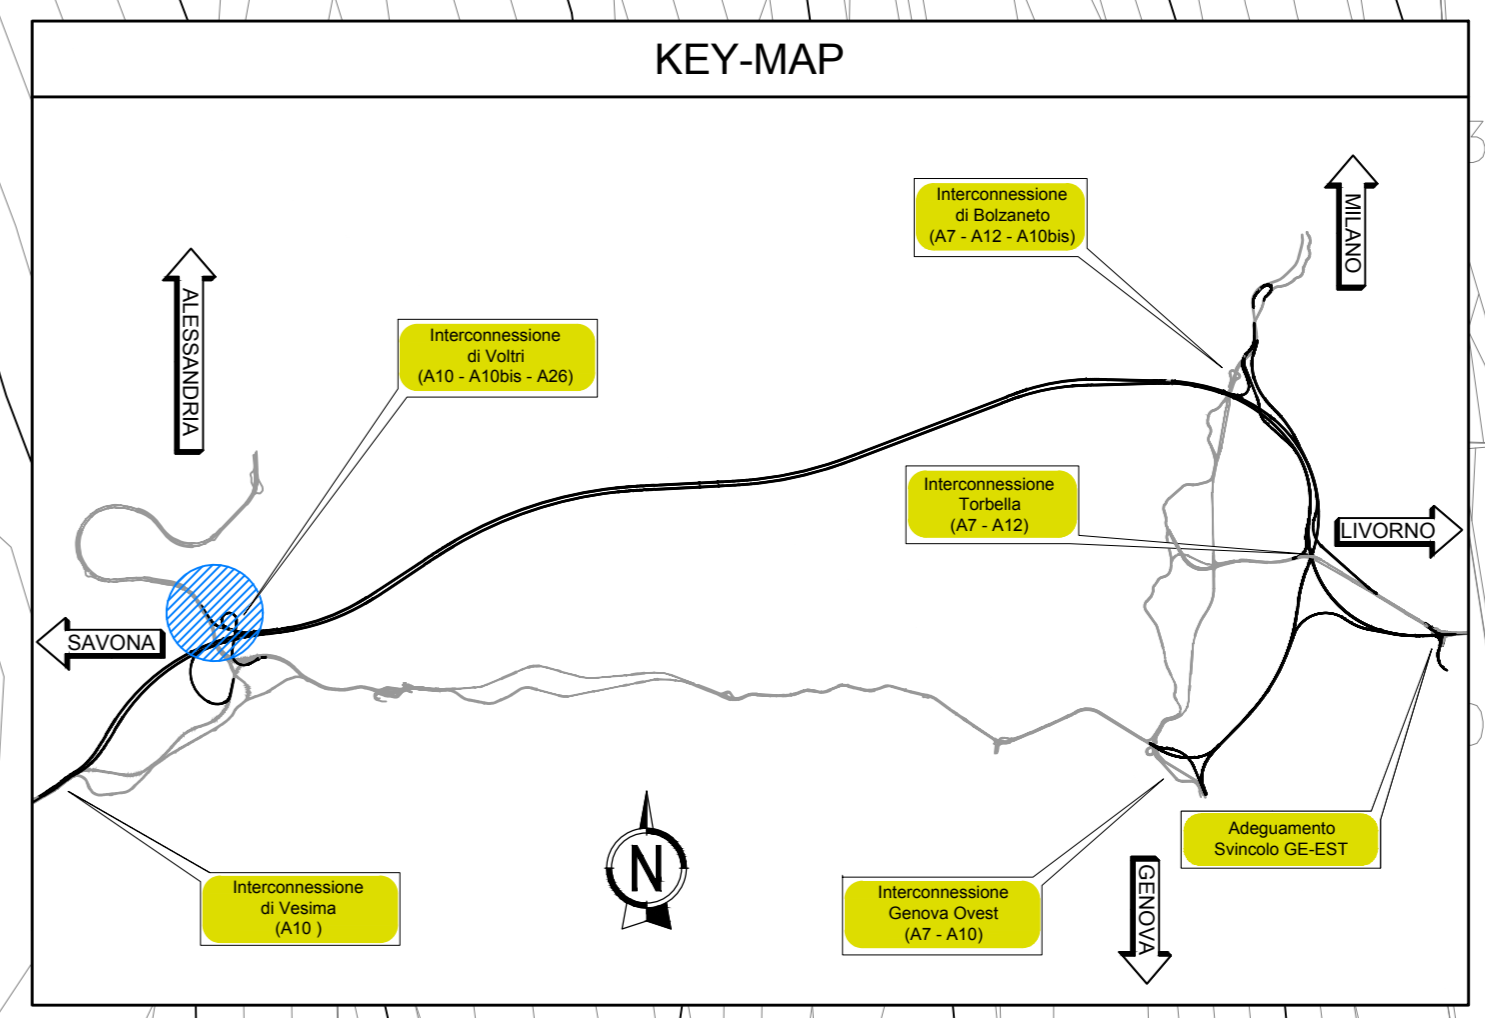 KEY-MAP
Interconnessione
di Bolzaneto
(A7 - A12 - A10bis)
MILANO
ALESSANDRIA
Interconnessione
di Voltri
(A10 - A10bis - A26)
Interconnessione
Torbella
(A7 - A12)
LIVORNO
SAVONA
Adeguamento
Svincolo GE-EST
Interconnessione
di Vesima
(A10 )
N
Interconnessione
Genova Ovest
(A7 - A10)
GENOVA